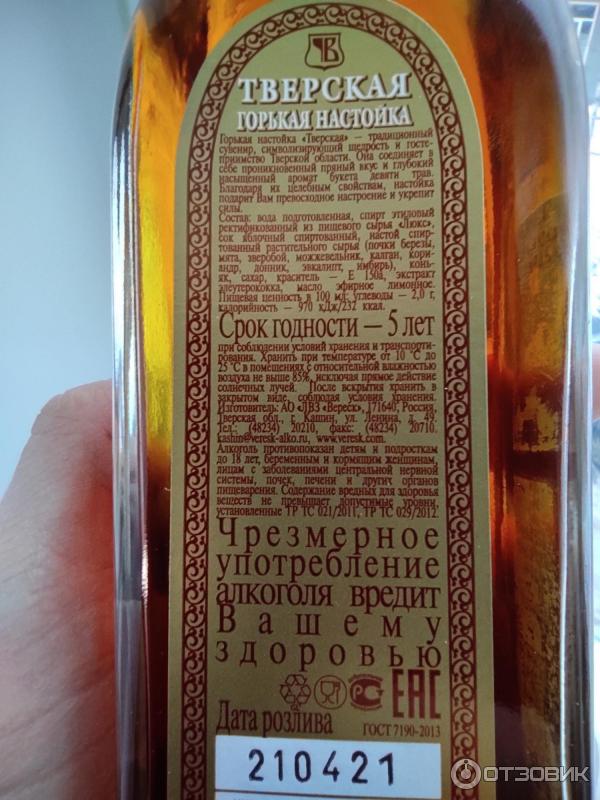 ТВЕРСКАЯ
ГОРЬКАЯ НАСТОЙКА
Горькая настойка «Тверская» — традиционный
сувенир, символизирующий щедрость и госте-
приимство Тверской области. Она соединяет в
себе проникновенный пряный вкус и глубокий
насыщенный аромат букета девяти трав.
Благодаря их целебным свойствам, настойка
подарит Вам превосходное настроение и укрепит
силы.
Состав: вода подготовленная, спирт этиловый
ректификованный из пищевого сырья «Люкс»,
сок яблочный спиртованный, настой спир-
тованный растительного сырья (почки березы,
мята, зверобой, можжевельник, калган, кори-
андр, донник, эвкалипт, имбирь), конь-
як, сахар, краситель — Е 150a, экстракт
элеутерококка, масло эфирное лимонное.
Пищевая ценность в 100 мл: углеводы — 2,0 г,
калорийность — 970 кДж/232 ккал.
Срок годности — 5 лет
при соблюдении условий хранения и транспорти-
рования. Хранить при температуре от 10 °С до
25 °С в помещениях с относительной влажностью
воздуха не выше 85%, исключая прямое действие
солнечных лучей. После вскрытия хранить в
закрытом виде, соблюдая условия хранения.
Изготовитель: АО «ЛВЗ «Вереск», 171640, Россия,
Тверская обл., г. Кашин, ул. Ленина, д. 49.
Тел.: (48234) 20210, факс: (48234) 20710.
kashin@veresk-alko.ru, www.veresk.com.
Алкоголь противопоказан детям и подросткам
до 18 лет, беременным и кормящим женщинам,
лицам с заболеваниями центральной нервной
системы, почек, печени и других органов
пищеварения. Содержание вредных для здоровья
веществ не превышает допустимые уровни,
установленные ТР ТС 021/2011, ТР ТС 029/2012.
Чрезмерное
употребление
алкоголя вредит
Вашему
здоровью
EAC
Дата розлива
ГОСТ 7190-2013
210421
ОТЗОВИК